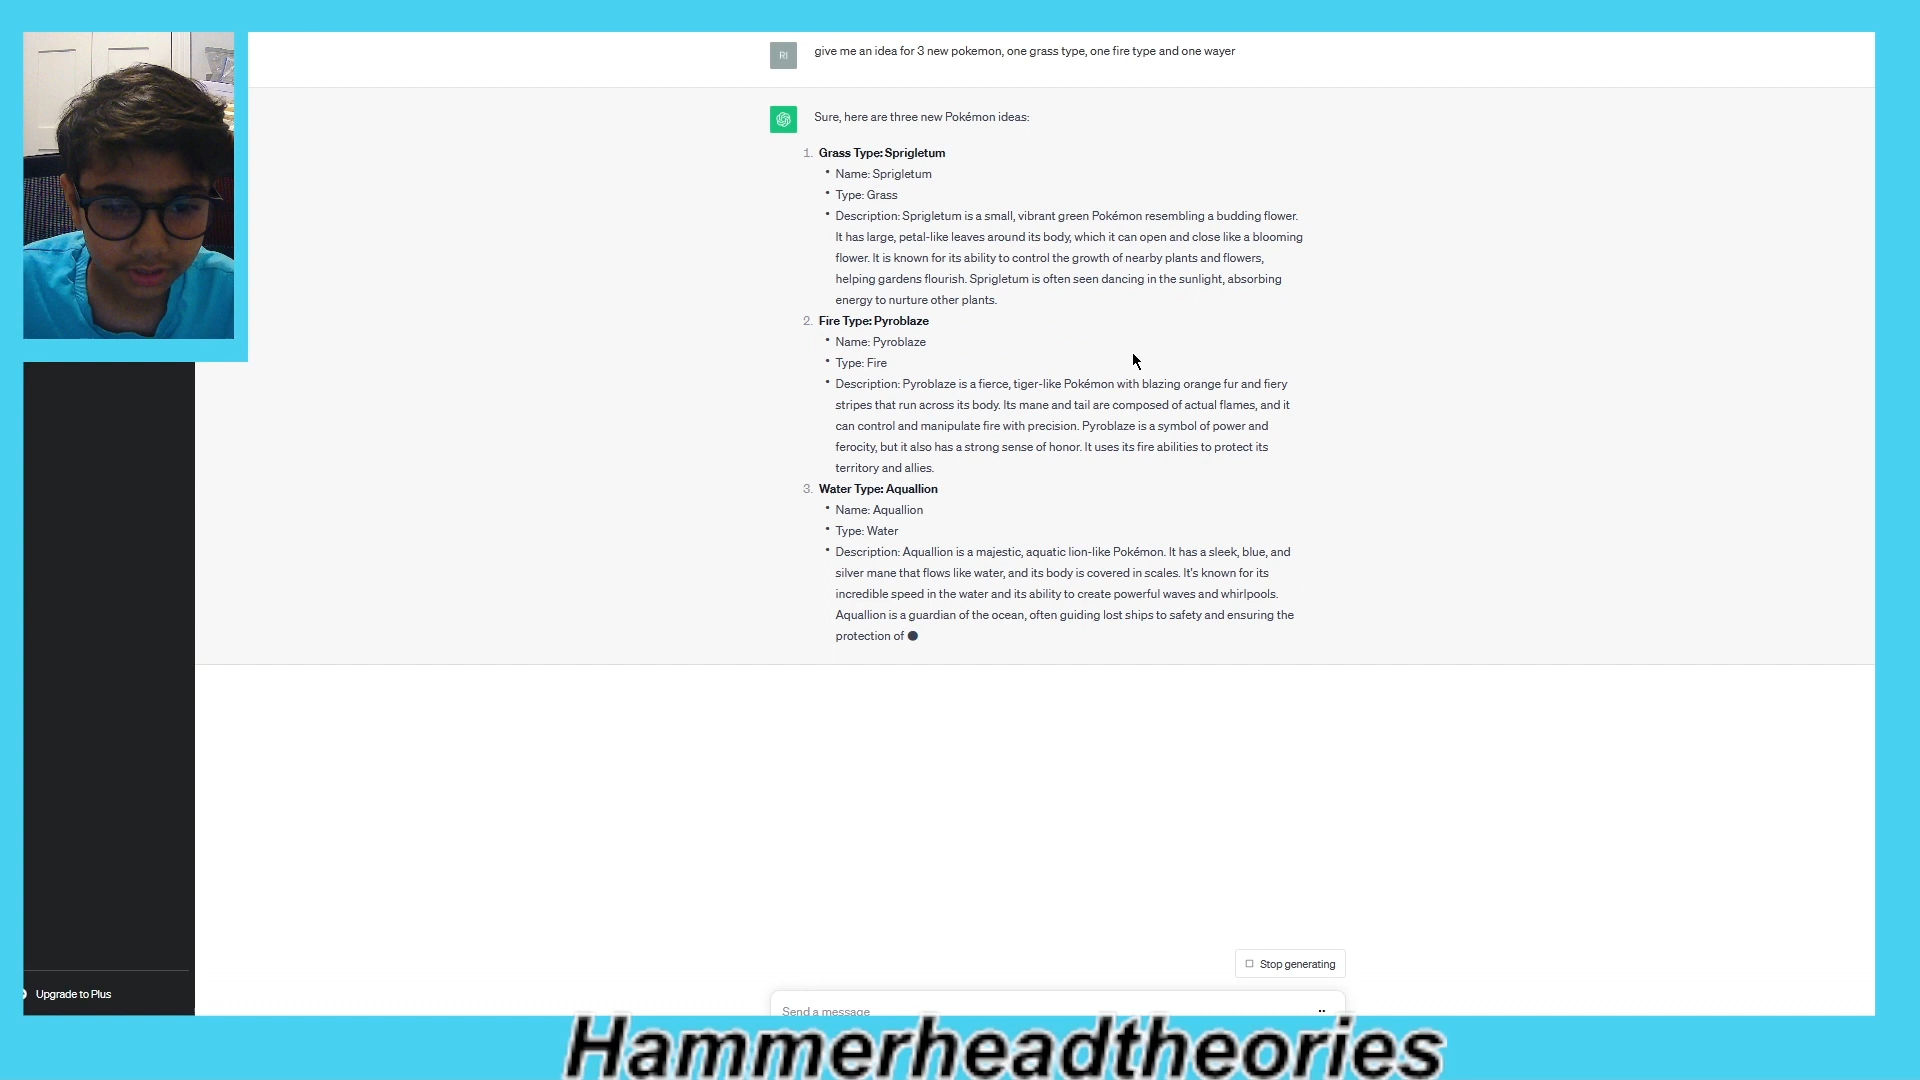 RI
give me an idea for 3 new pokemon, one grass type, one fire type and one wayer
Sure, here are three new Pokémon ideas:
1. Grass Type: Sprigletum
• Name: Sprigletum
• Type: Grass
• Description: Sprigletum is a small, vibrant green Pokémon resembling a budding flower.
It has large, petal-like leaves around its body, which it can open and close like a blooming
flower. It is known for its ability to control the growth of nearby plants and flowers,
helping gardens flourish. Sprigletum is often seen dancing in the sunlight, absorbing
energy to nurture other plants.
2. Fire Type: Pyroblaze
• Name: Pyroblaze
• Type: Fire
• Description: Pyroblaze is a fierce, tiger-like Pokémon with blazing orange fur and fiery
stripes that run across its body. Its mane and tail are composed of actual flames, and it
can control and manipulate fire with precision. Pyroblaze is a symbol of power and
ferocity, but it also has a strong sense of honor. It uses its fire abilities to protect its
territory and allies.
3. Water Type: Aquallion
• Name: Aquallion
• Type: Water
• Description: Aquallion is a majestic, aquatic lion-like Pokémon. It has a sleek, blue, and
silver mane that flows like water, and its body is covered in scales. It's known for its
incredible speed in the water and its ability to create powerful waves and whirlpools.
Aquallion is a guardian of the ocean, often guiding lost ships to safety and ensuring the
protection of
Stop generating
Upgrade to Plus
Send a message
Hammerheadtheories